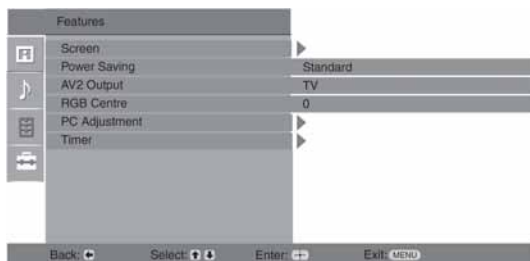 Features
Screen
Power Saving Standard
AV2 Output TV
RGB Centre 0
PC Adjustment
Timer
Back: Select: Enter: Exit: MENU